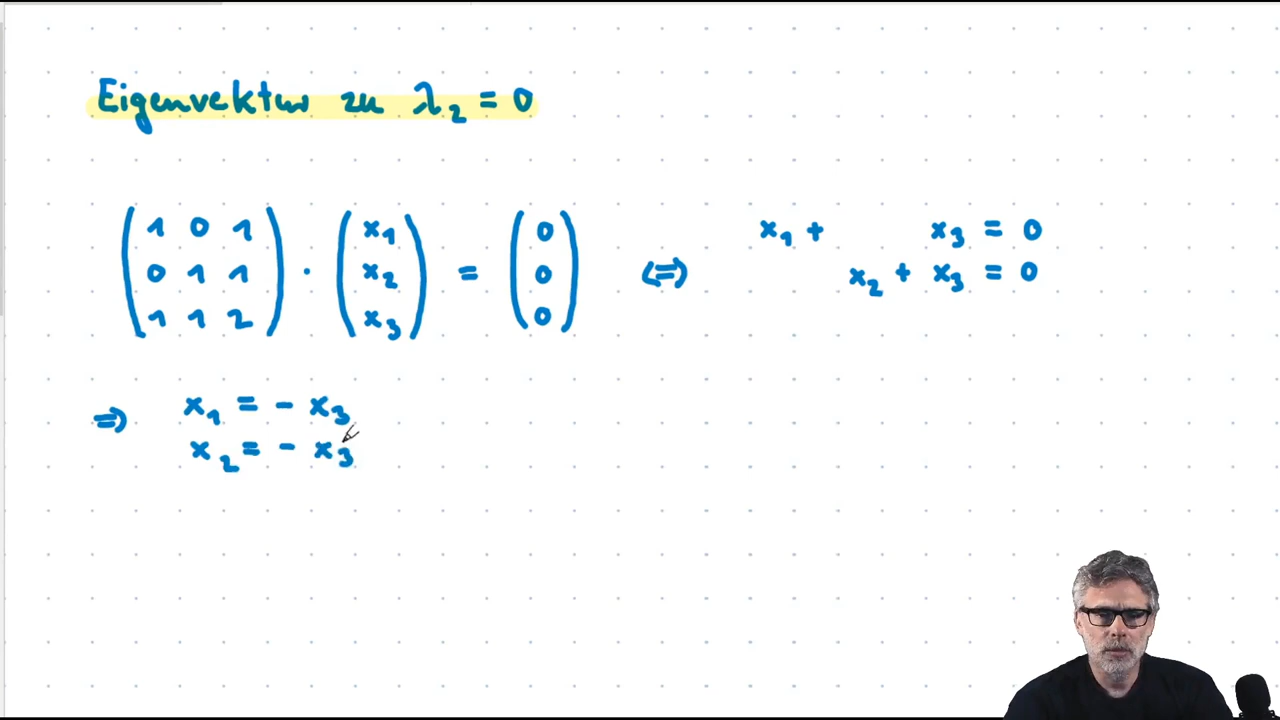 Eigenvektor zu λ₂ = 0
(1 0 1; 0 1 1; 1 1 2) · (x₁; x₂; x₃) = (0; 0; 0) ⇔ x₁ + x₃ = 0
x₂ + x₃ = 0
⇒ x₁ = - x₃
x₂ = - x₃